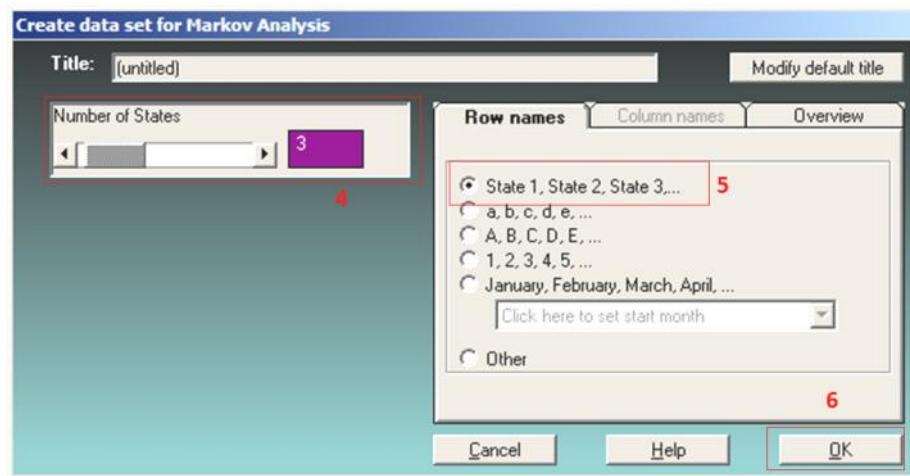 Create data set for Markov Analysis
Title: (untitled) Modify default title
Number of States
3
4
Row names Column names Overview
State 1, State 2, State 3,... 5
a, b, c, d, e, ...
A, B, C, D, E, ...
1, 2, 3, 4, 5, ...
January, February, March, April, ...
Click here to set start month
Other
6
Cancel Help OK